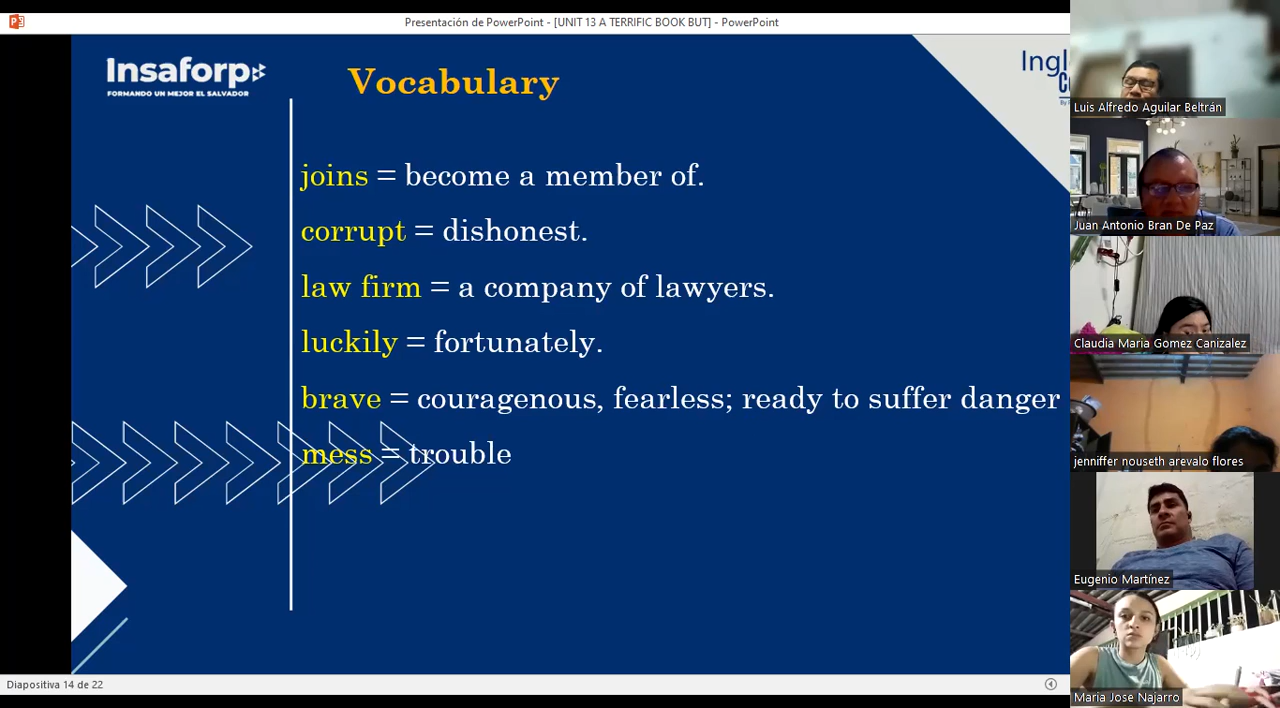 Presentación de PowerPoint - [UNIT 13 A TERRIFIC BOOK BUT] - PowerPoint
Insaforp
FORMANDO UN MEJOR EL SALVADOR
Vocabulary
joins = become a member of.
corrupt = dishonest.
law firm = a company of lawyers.
luckily = fortunately.
brave = couragenous, fearless; ready to suffer danger
mess = trouble
Diapositiva 14 de 22
Luis Alfredo Aguilar Beltrán
Juan Antonio Bran De Paz
Claudia Maria Gomez Canizalez
jenniffer nouseth arevalo flores
Eugenio Martínez
Maria Jose Najarro